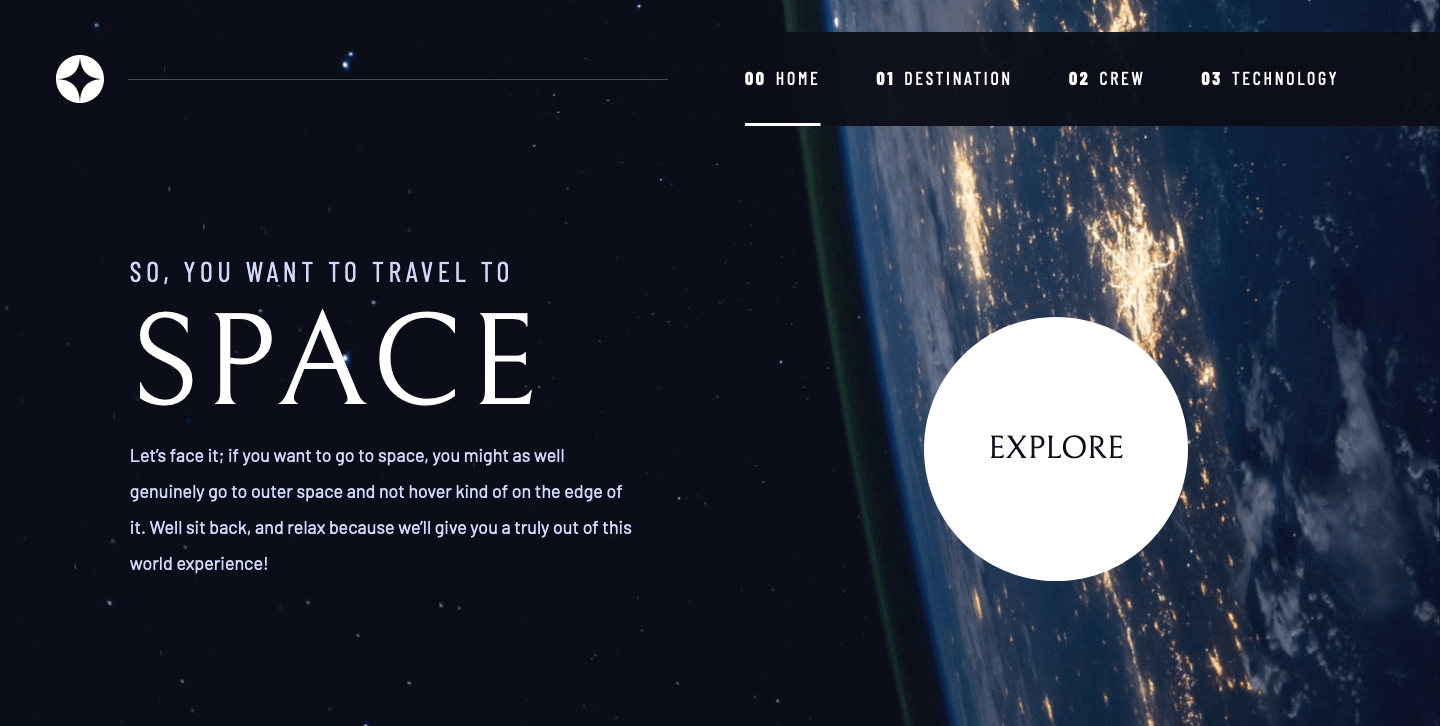 00 HOME 01 DESTINATION 02 CREW 03 TECHNOLOGY
SO, YOU WANT TO TRAVEL TO
SPACE
Let’s face it; if you want to go to space, you might as well
genuinely go to outer space and not hover kind of on the edge of
it. Well sit back, and relax because we’ll give you a truly out of this
world experience!
EXPLORE